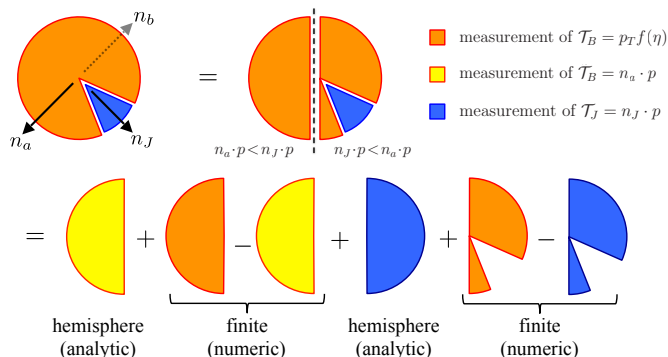 n_b
n_a
n_J
=
n_a · p < n_J · p
n_J · p < n_a · p
measurement of 𝒯_B = p_T f(η)
measurement of 𝒯_B = n_a · p
measurement of 𝒯_J = n_J · p
= + − + + −
hemisphere (analytic)
finite (numeric)
hemisphere (analytic)
finite (numeric)